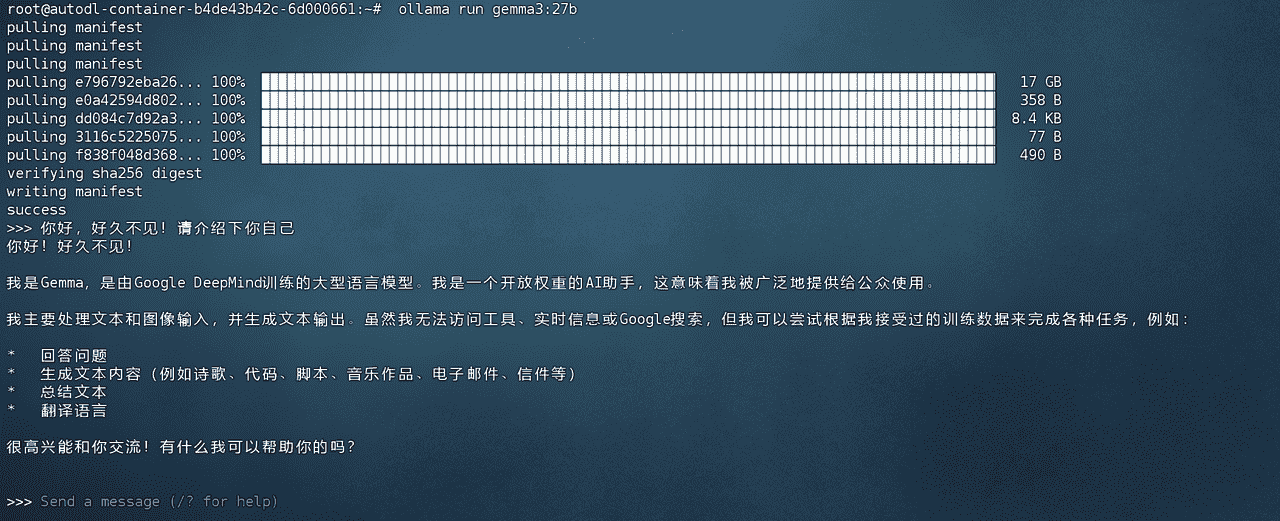 root@autodl-container-b4de43b42c-6d000661:~#  ollama run gemma3:27b
pulling manifest
pulling manifest
pulling manifest
pulling e796792eba26... 100% 17 GB
pulling e0a42594d802... 100% 358 B
pulling dd084c7d92a3... 100% 8.4 KB
pulling 3116c5225075... 100% 77 B
pulling f838f048d368... 100% 490 B
verifying sha256 digest
writing manifest
success
>>> 你好，好久不见！请介绍下你自己
你好！好久不见！
我是Gemma，是由Google DeepMind训练的大型语言模型。我是一个开放权重的AI助手，这意味着我被广泛地提供给公众使用。
我主要处理文本和图像输入，并生成文本输出。虽然我无法访问工具、实时信息或Google搜索，但我可以尝试根据我接受过的训练数据来完成各种任务，例如：
*   回答问题
*   生成文本内容（例如诗歌、代码、脚本、音乐作品、电子邮件、信件等）
*   总结文本
*   翻译语言
很高兴能和你交流！有什么我可以帮助你的吗？
>>> Send a message (/? for help)